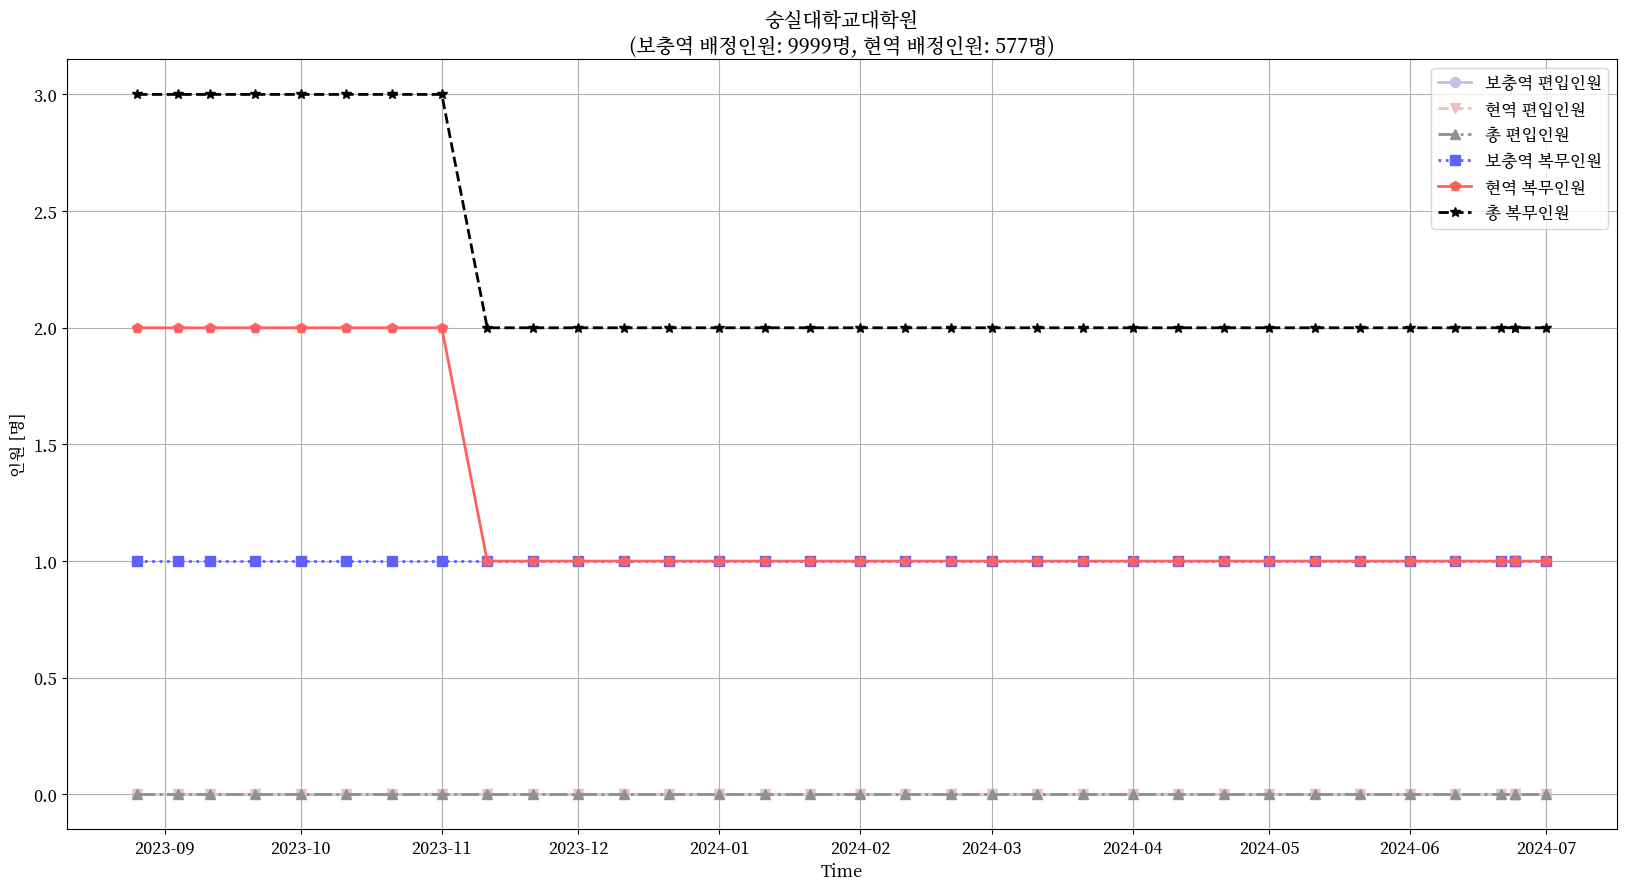 숭실대학교대학원
(보충역 배정인원: 9999명, 현역 배정인원: 577명)
보충역 편입인원
현역 편입인원
총 편입인원
보충역 복무인원
현역 복무인원
총 복무인원
인원 [명]
3.0
2.5
2.0
1.5
1.0
0.5
0.0
2023-09
2023-10
2023-11
2023-12
2024-01
2024-02
2024-03
2024-04
2024-05
2024-06
2024-07
Time